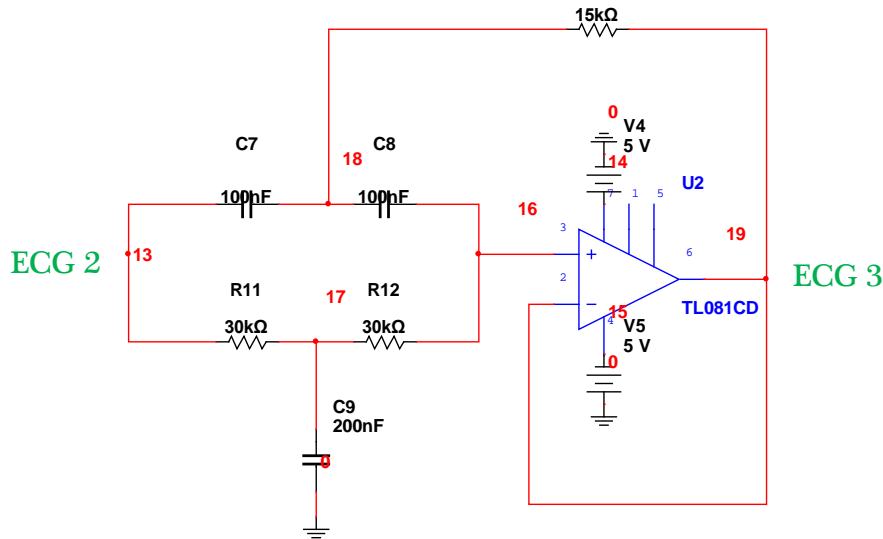 15kΩ
0
V4
5 V
C7
C8
18
14
100nF
100nF
U2
7
1
5
16
3
19
6
ECG 2
13
ECG 3
2
R11
17
R12
TL081CD
15
4
V5
5 V
30kΩ
30kΩ
0
C9
200nF
0